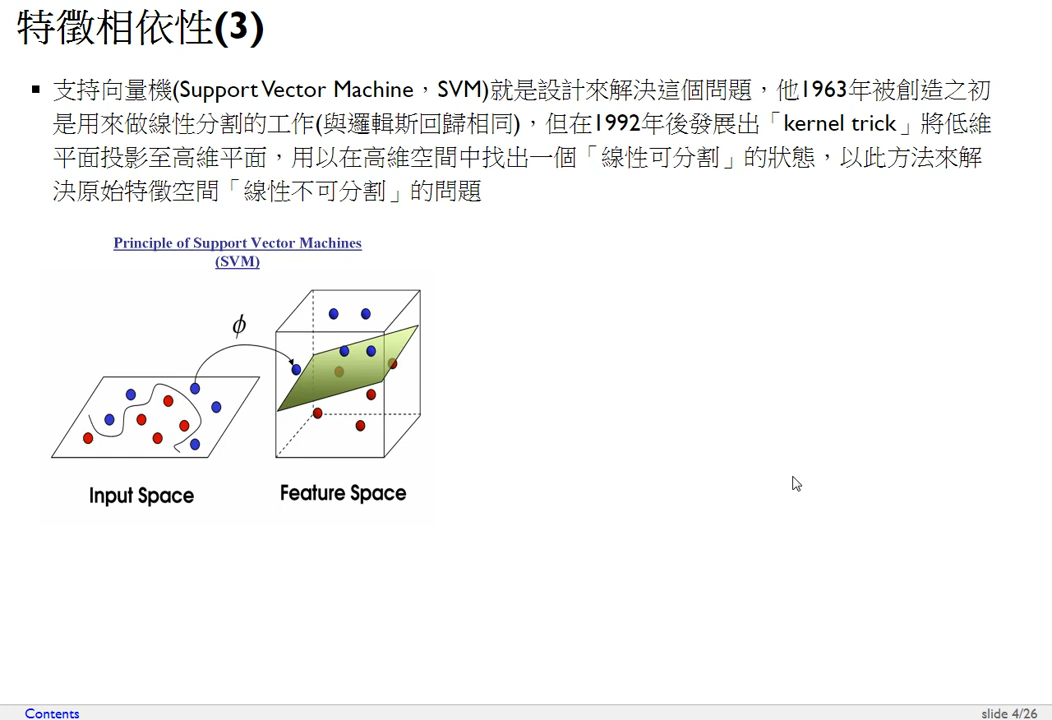 特徵相依性(3)
支持向量機(Support Vector Machine，SVM)就是設計來解決這個問題，他1963年被創造之初
是用來做線性分割的工作(與邏輯斯回歸相同)，但在1992年後發展出「kernel trick」將低維
平面投影至高維平面，用以在高維空間中找出一個「線性可分割」的狀態，以此方法來解
決原始特徵空間「線性不可分割」的問題
Principle of Support Vector Machines
(SVM)
ϕ
Input Space
Feature Space
Contents
slide 4/26